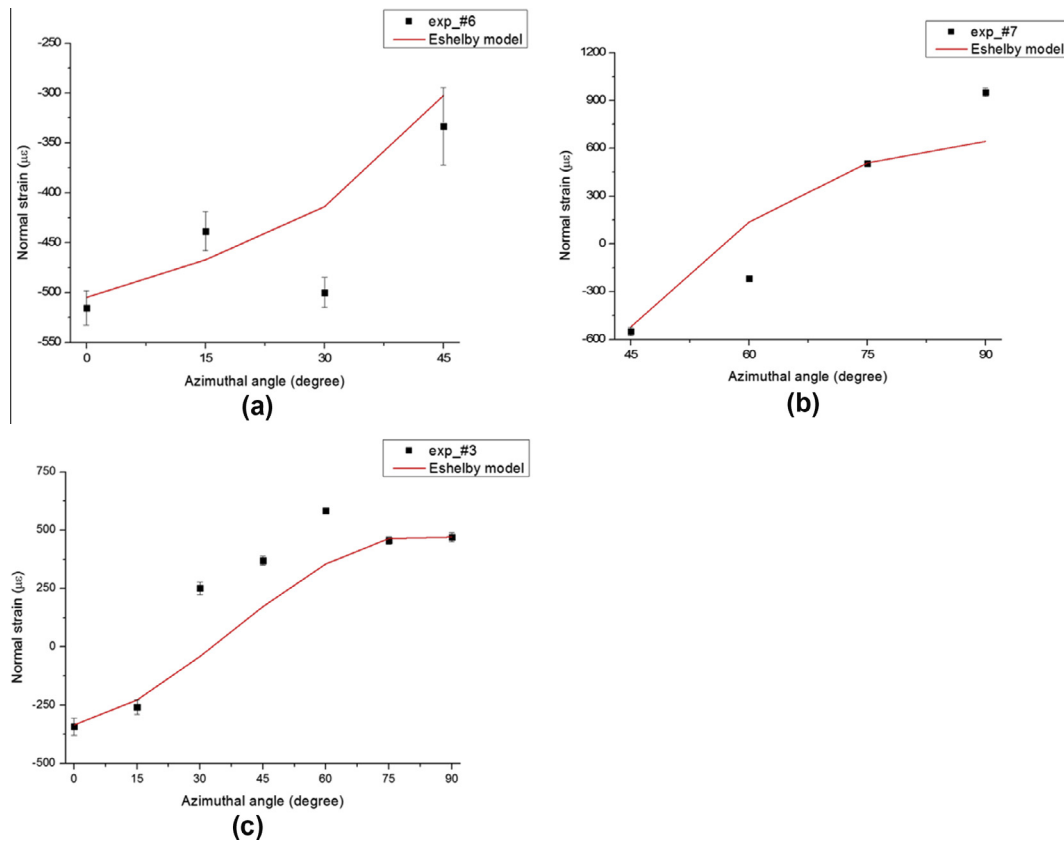 exp_#6
Eshelby model
-250
-300
-350
-400
-450
-500
-550
Normal strain (με)
0 15 30 45
Azimuthal angle (degree)
(a)
exp_#7
Eshelby model
1200
900
600
300
0
-300
-600
Normal strain (με)
45 60 75 90
Azimuthal angle (degree)
(b)
exp_#3
Eshelby model
750
500
250
0
-250
-500
Normal strain (με)
0 15 30 45 60 75 90
Azimuthal angle (degree)
(c)